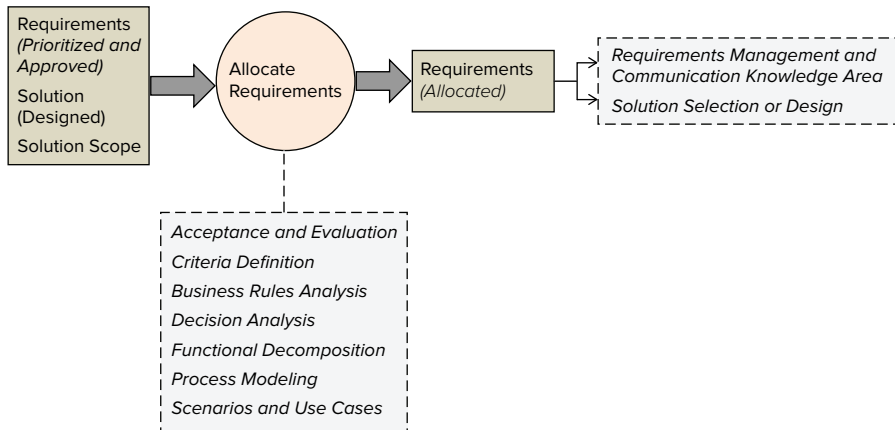 Requirements
(Prioritized and
Approved)
Solution
(Designed)
Solution Scope
Allocate
Requirements
Requirements
(Allocated)
Requirements Management and
Communication Knowledge Area
Solution Selection or Design
Acceptance and Evaluation
Criteria Definition
Business Rules Analysis
Decision Analysis
Functional Decomposition
Process Modeling
Scenarios and Use Cases